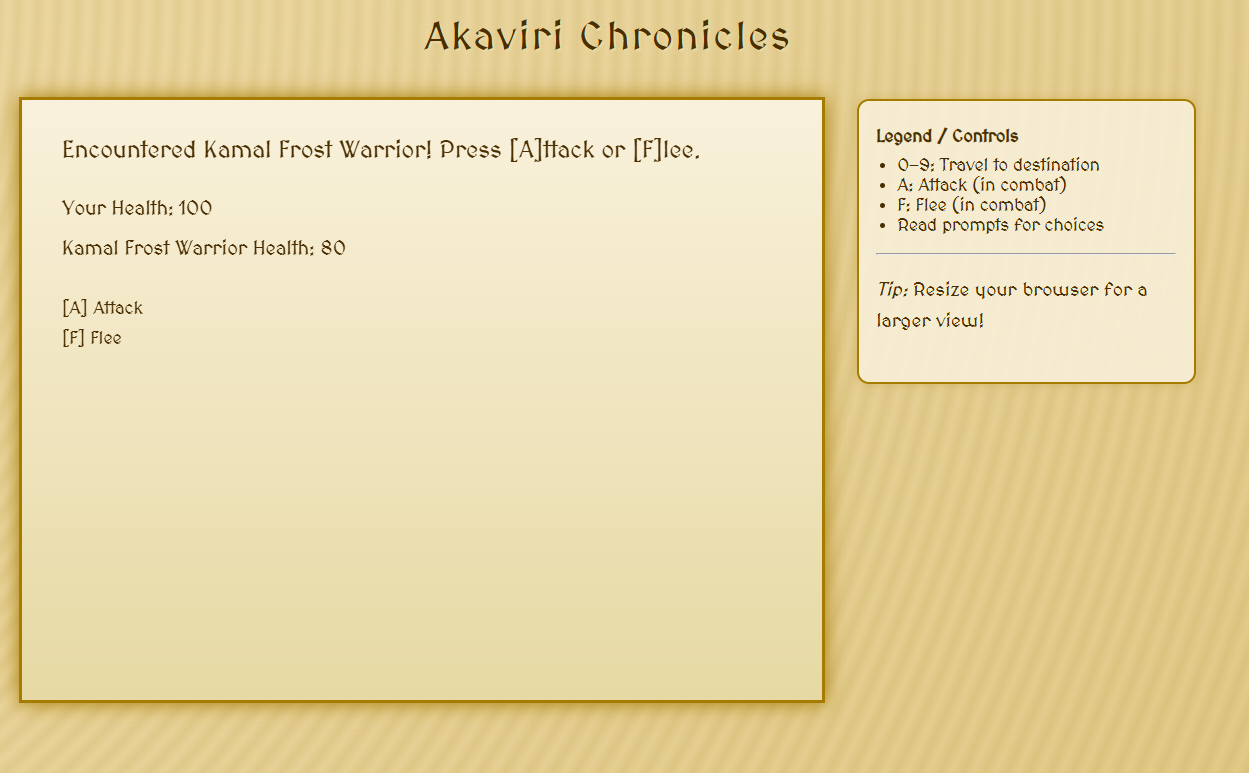 Akaviri Chronicles
Encountered Kamal Frost Warrior! Press [A]ttack or [F]lee.
Your Health: 100
Kamal Frost Warrior Health: 80
[A] Attack
[F] Flee
Legend / Controls
• 0–9: Travel to destination
• A: Attack (in combat)
• F: Flee (in combat)
• Read prompts for choices
Tip: Resize your browser for a
larger view!